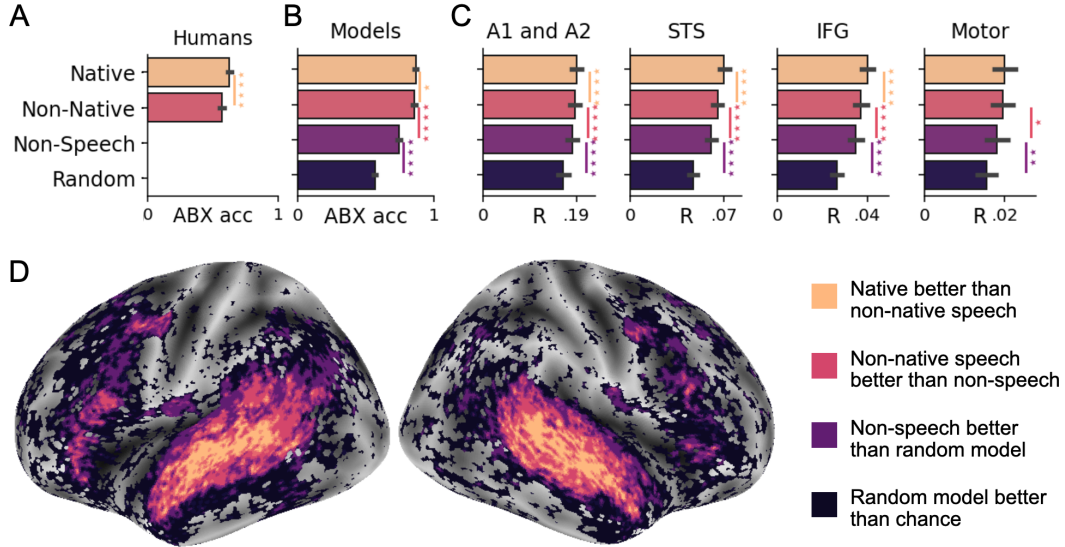 A
B
C
Humans
Models
A1 and A2
STS
IFG
Motor
Native
Non-Native
Non-Speech
Random
0 ABX acc 1
0 ABX acc 1
0 R .19
0 R .07
0 R .04
0 R .02
D
Native better than
non-native speech
Non-native speech
better than non-speech
Non-speech better
than random model
Random model better
than chance